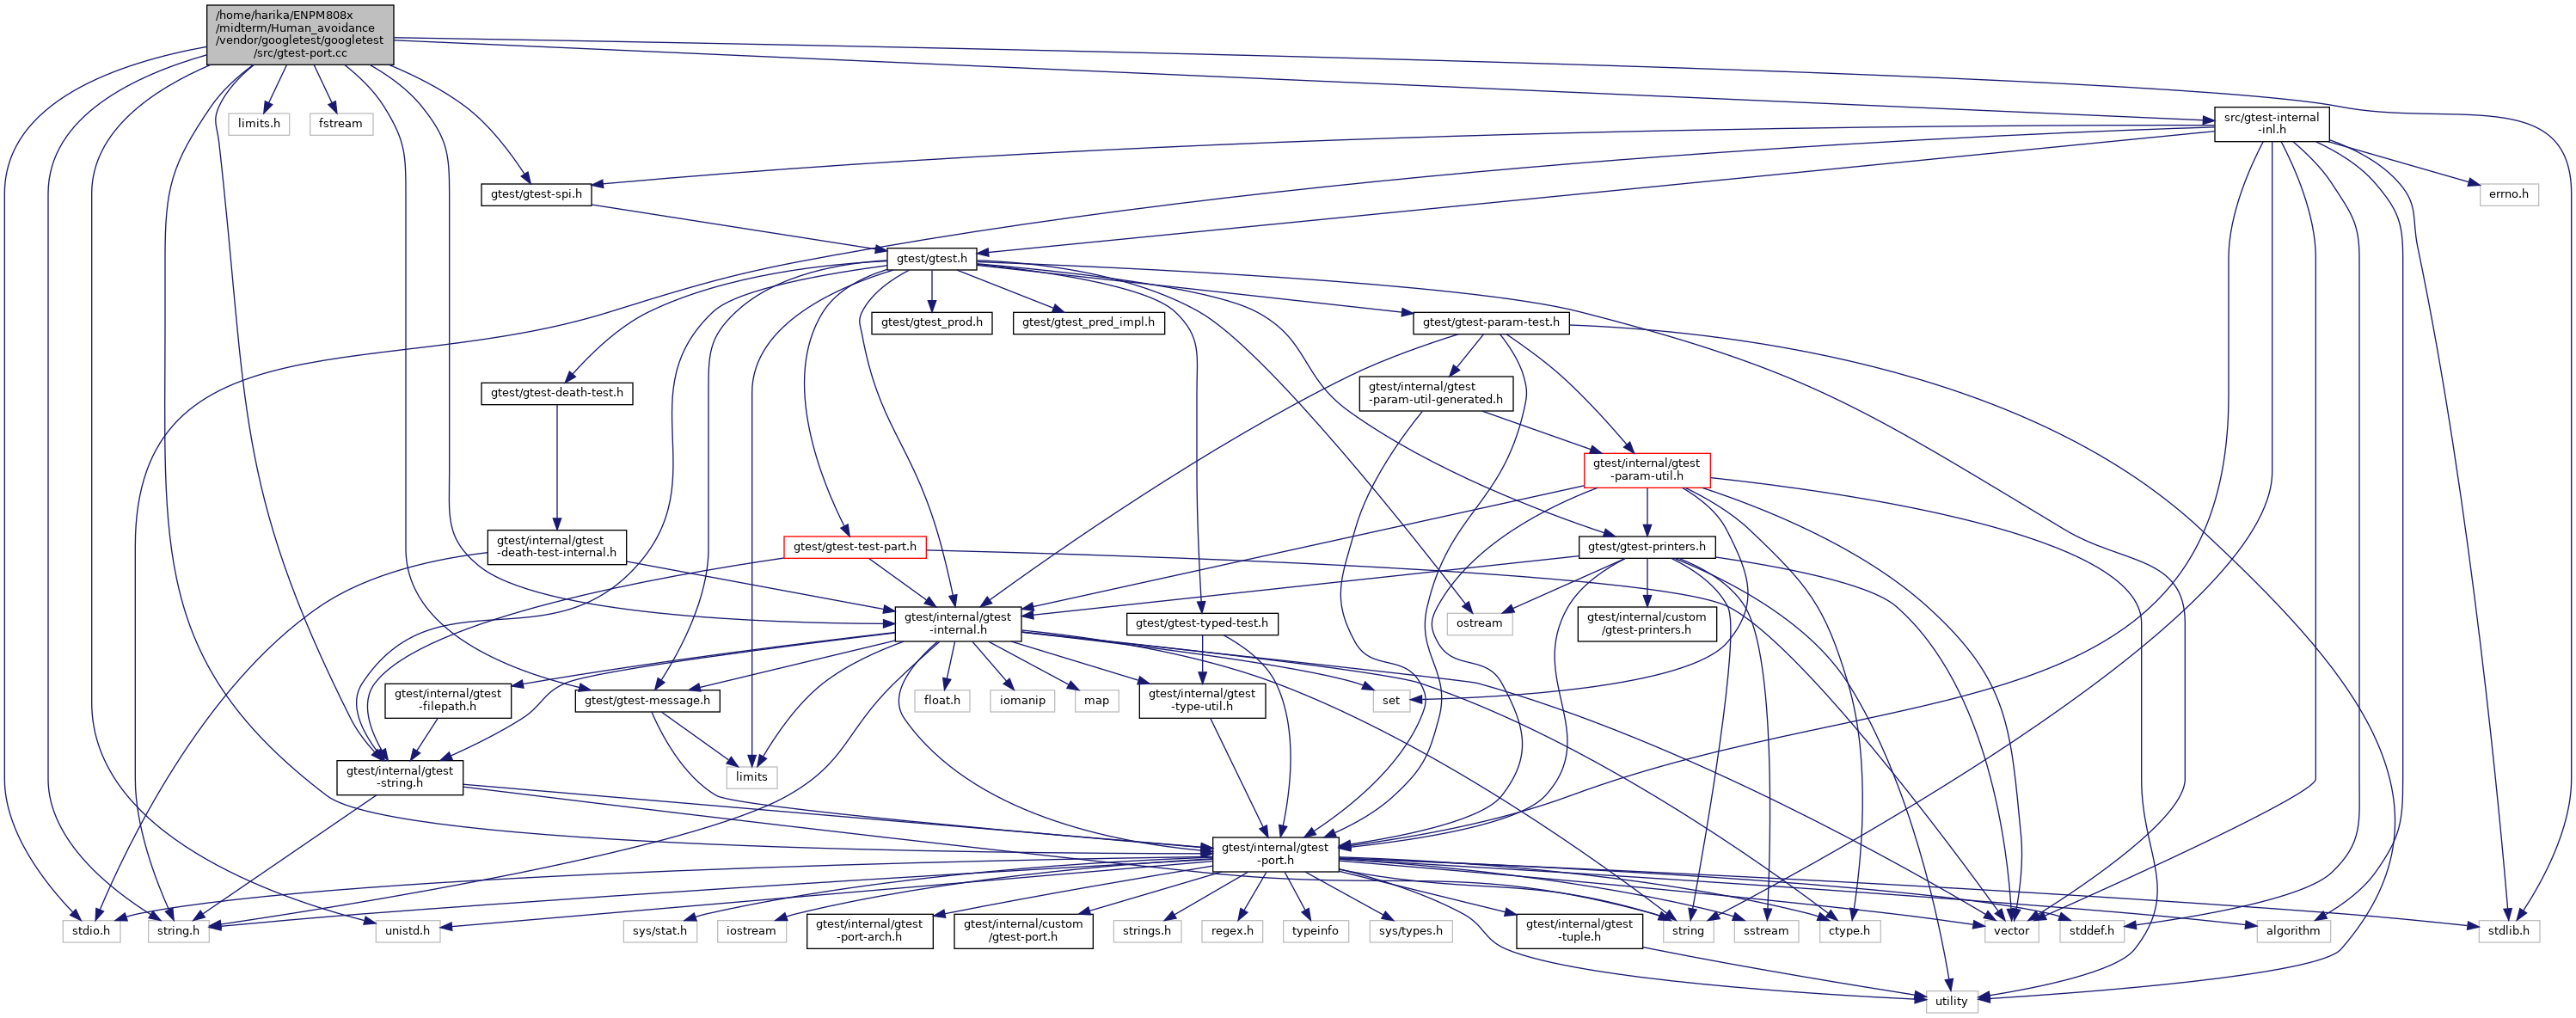 /home/harika/ENPM808x
/midterm/Human_avoidance
/vendor/googletest/googletest
/src/gtest-port.cc
limits.h
fstream
src/gtest-internal
-inl.h
gtest/gtest-spi.h
errno.h
gtest/gtest.h
gtest/gtest_prod.h
gtest/gtest_pred_impl.h
gtest/gtest-param-test.h
gtest/gtest-death-test.h
gtest/internal/gtest
-param-util-generated.h
gtest/internal/gtest
-param-util.h
gtest/internal/gtest
-death-test-internal.h
gtest/gtest-test-part.h
gtest/gtest-printers.h
gtest/internal/gtest
-internal.h
gtest/gtest-typed-test.h
ostream
gtest/internal/custom
/gtest-printers.h
gtest/internal/gtest
-filepath.h
gtest/gtest-message.h
float.h
iomanip
map
gtest/internal/gtest
-type-util.h
set
gtest/internal/gtest
-string.h
limits
gtest/internal/gtest
-port.h
stdio.h
string.h
unistd.h
sys/stat.h
iostream
gtest/internal/gtest
-port-arch.h
gtest/internal/custom
/gtest-port.h
strings.h
regex.h
typeinfo
sys/types.h
gtest/internal/gtest
-tuple.h
string
sstream
ctype.h
vector
stddef.h
algorithm
stdlib.h
utility